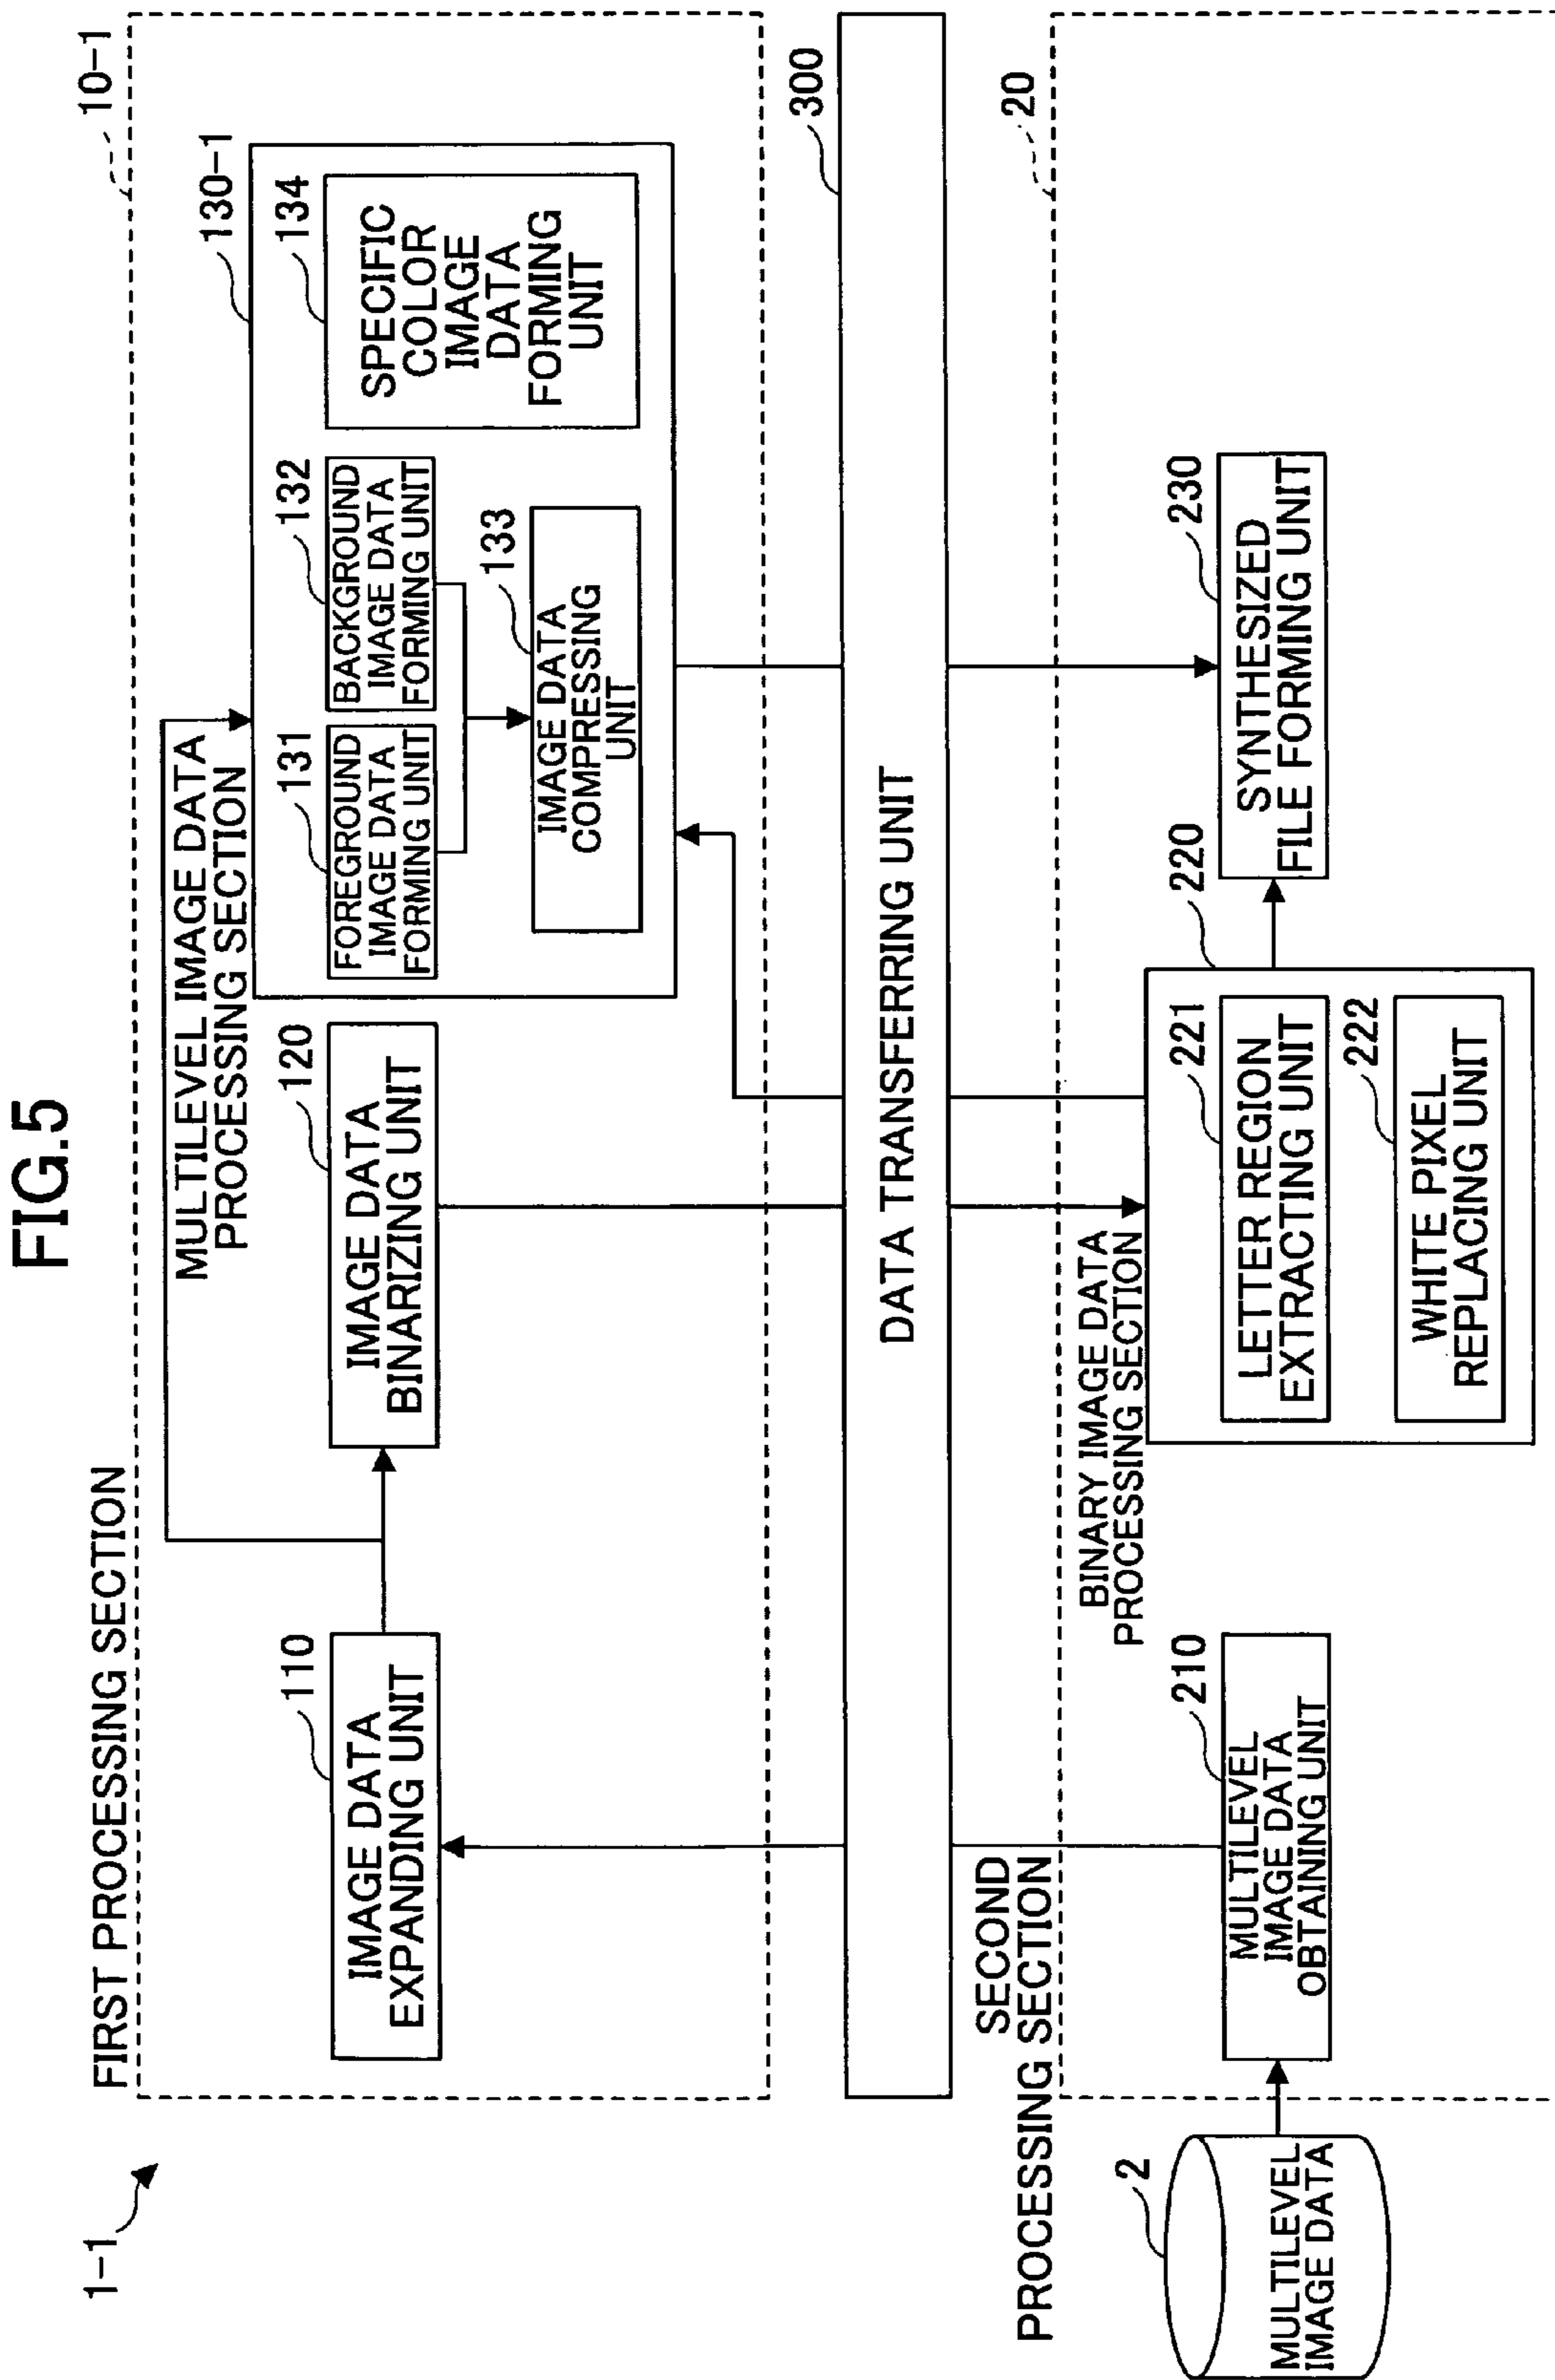 FIG.5
1-1
FIRST PROCESSING SECTION
10-1
MULTILEVEL IMAGE DATA
PROCESSING SECTION
130-1
110
IMAGE DATA
EXPANDING UNIT
120
IMAGE DATA
BINARIZING UNIT
131
FOREGROUND
IMAGE DATA
FORMING UNIT
132
BACKGROUND
IMAGE DATA
FORMING UNIT
133
IMAGE DATA
COMPRESSING
UNIT
134
SPECIFIC
COLOR
IMAGE
DATA
FORMING
UNIT
300
DATA TRANSFERRING UNIT
SECOND
PROCESSING SECTION
20
2
MULTILEVEL
IMAGE DATA
210
MULTILEVEL
IMAGE DATA
OBTAINING UNIT
BINARY IMAGE DATA
PROCESSING SECTION
220
221
LETTER REGION
EXTRACTING UNIT
222
WHITE PIXEL
REPLACING UNIT
230
SYNTHESIZED
FILE FORMING UNIT